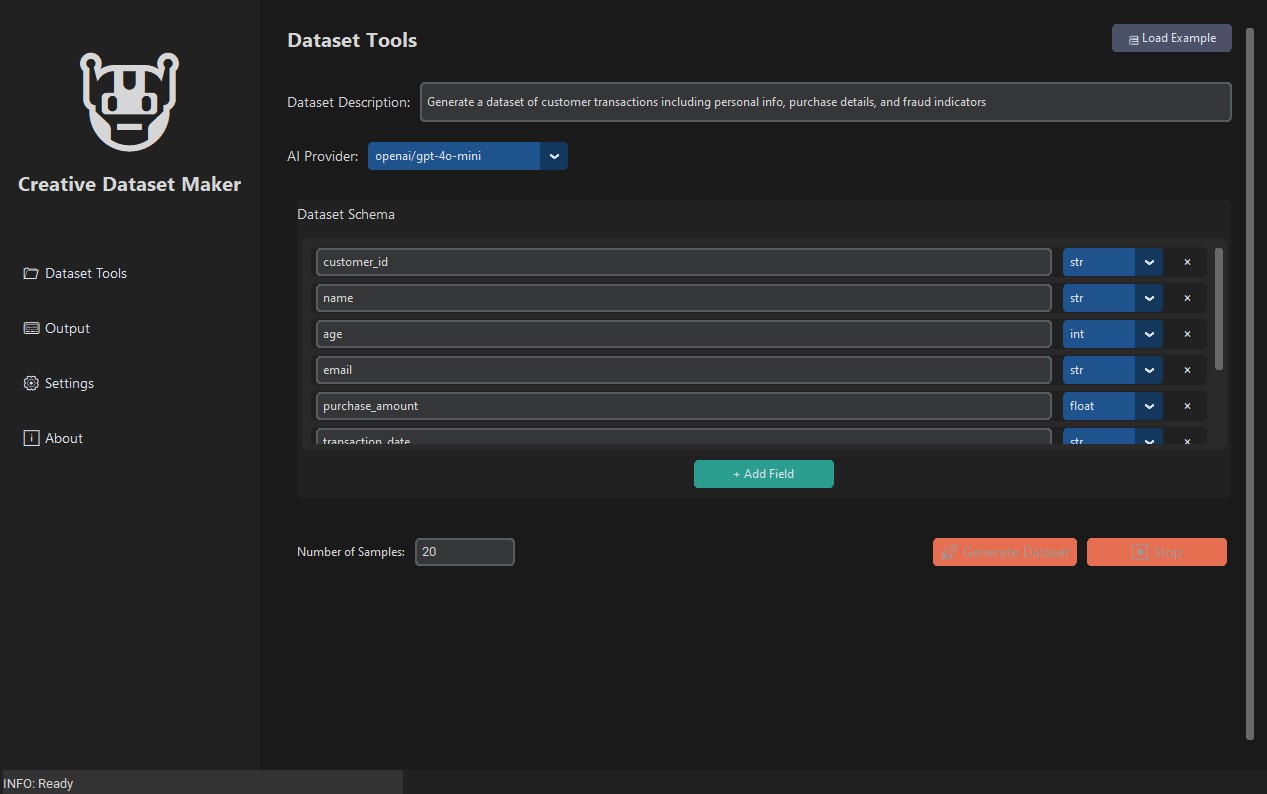 Dataset Tools
Load Example
Creative Dataset Maker
Dataset Tools
Output
Settings
About
Dataset Description: Generate a dataset of customer transactions including personal info, purchase details, and fraud indicators
AI Provider: openai/gpt-4o-mini
Dataset Schema
customer_id str ×
name str ×
age int ×
email str ×
purchase_amount float ×
transaction_date str ×
+ Add Field
Number of Samples: 20
Generate Dataset Stop
INFO: Ready